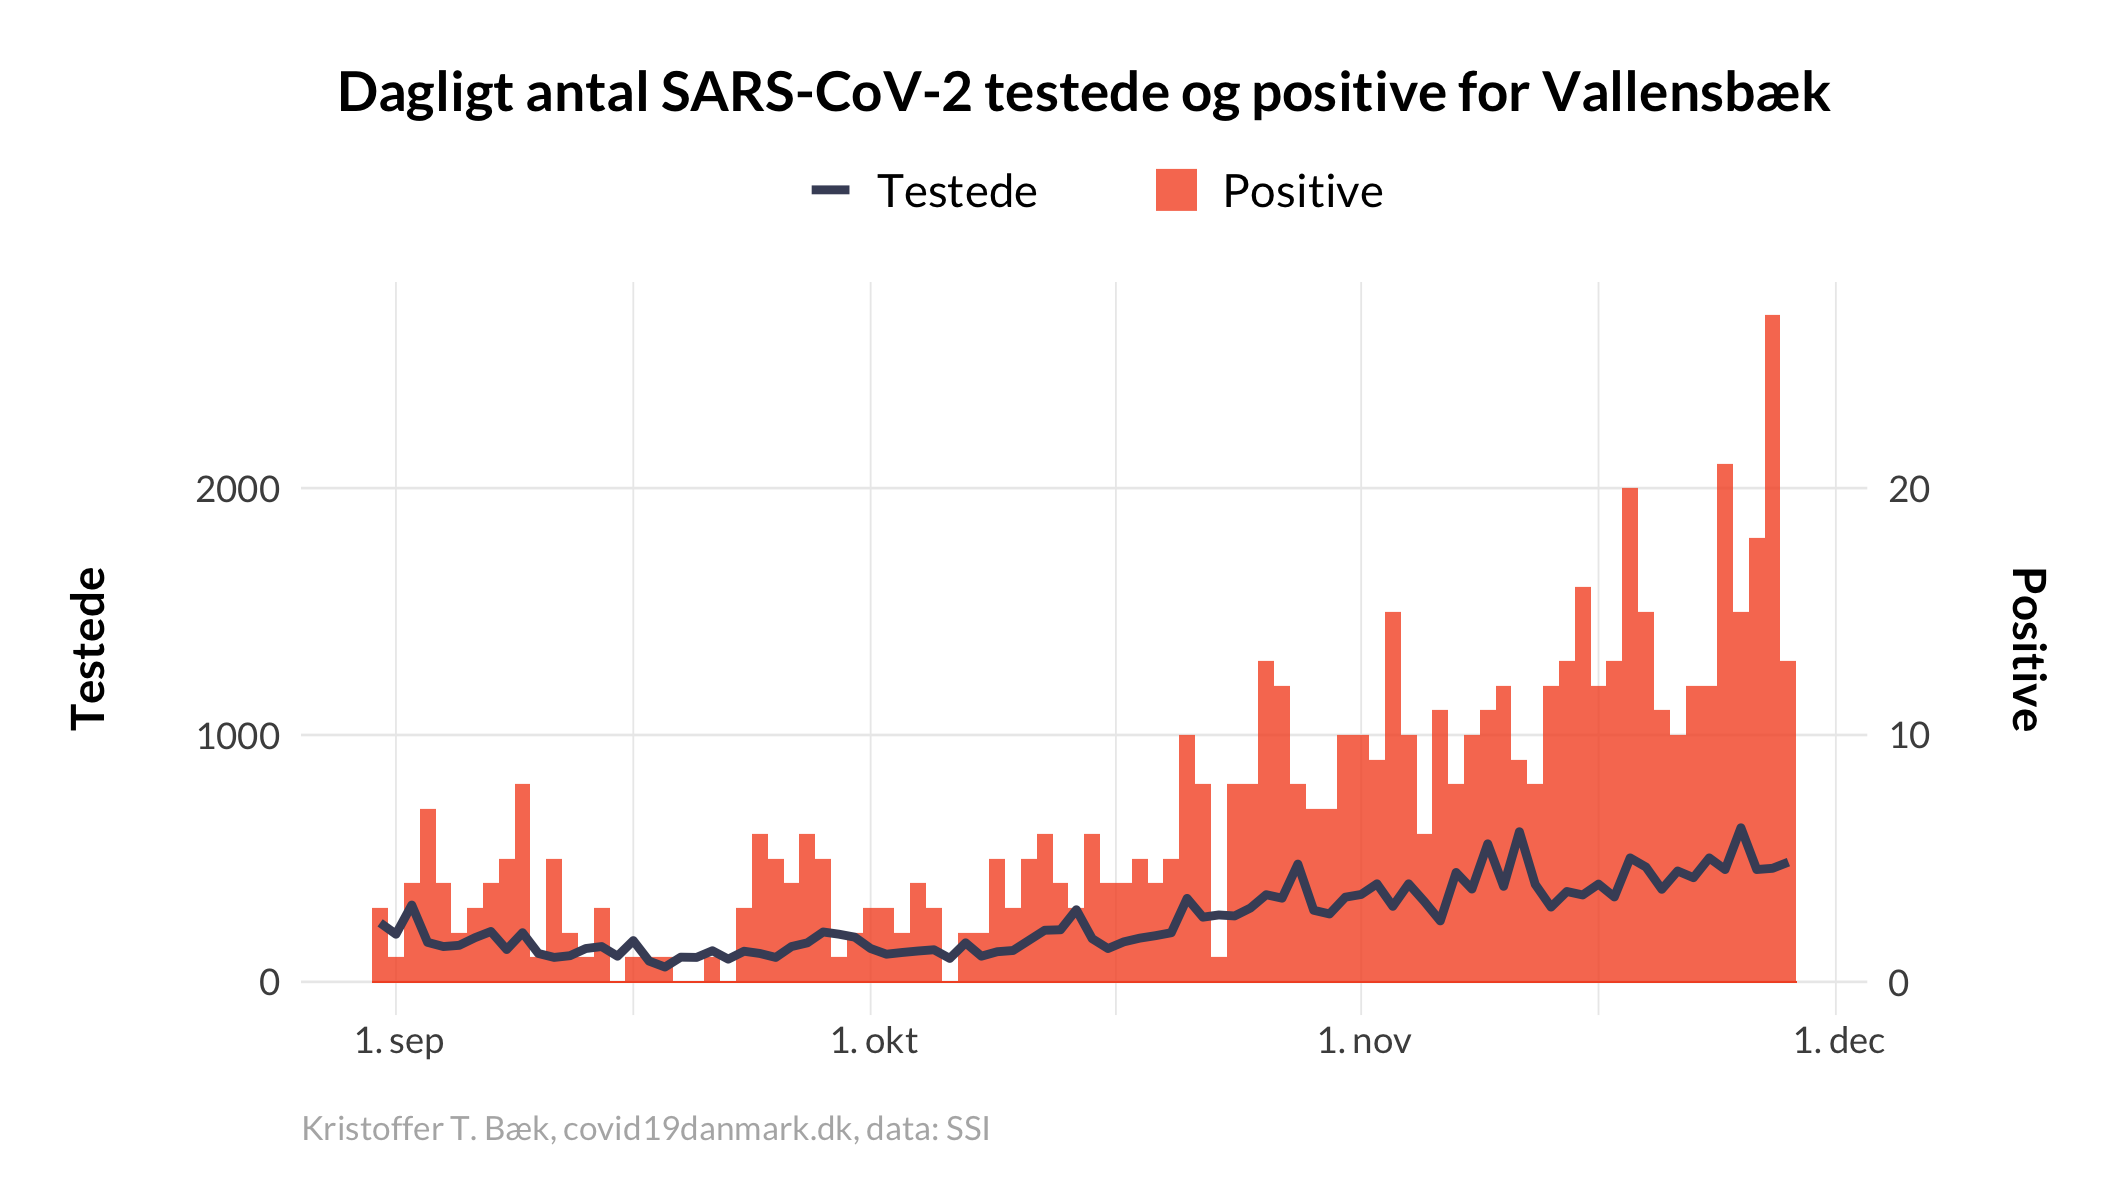 Dagligt antal SARS-CoV-2 testede og positive for Vallensbæk
Testede Positive
2000 20
1000 10
0 0
Testede
Positive
1. sep 1. okt 1. nov 1. dec
Kristoffer T. Bæk, covid19danmark.dk, data: SSI